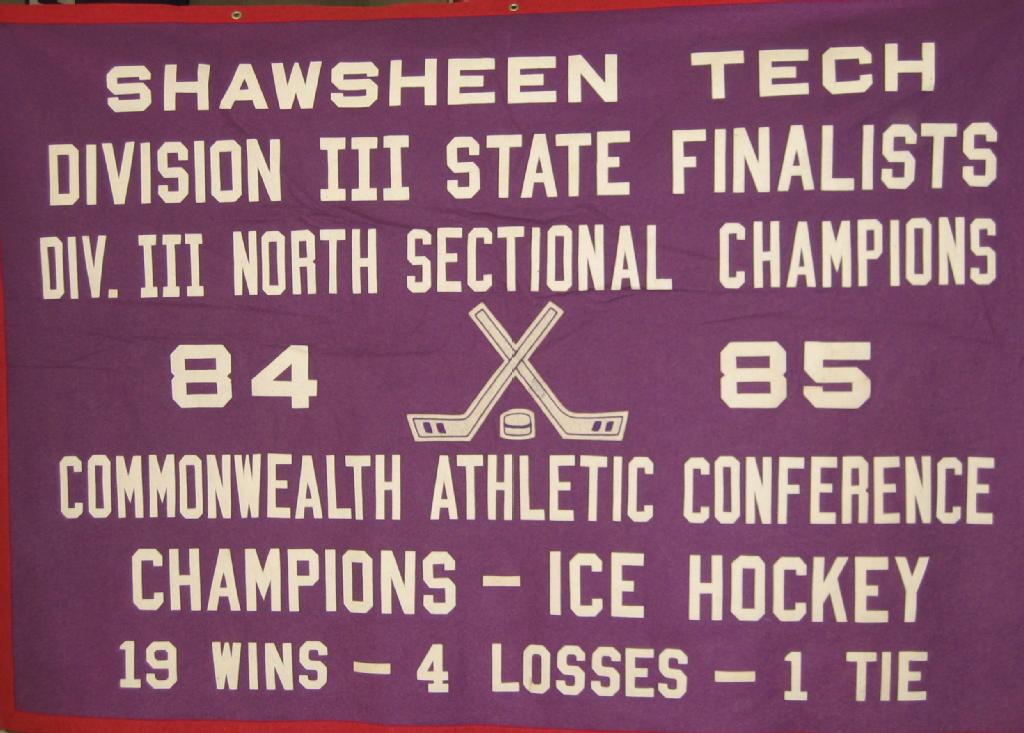 SHAWSHEEN TECH
DIVISION III STATE FINALISTS
DIV. III NORTH SECTIONAL CHAMPIONS
84 85
COMMONWEALTH ATHLETIC CONFERENCE
CHAMPIONS - ICE HOCKEY
19 WINS - 4 LOSSES - 1 TIE